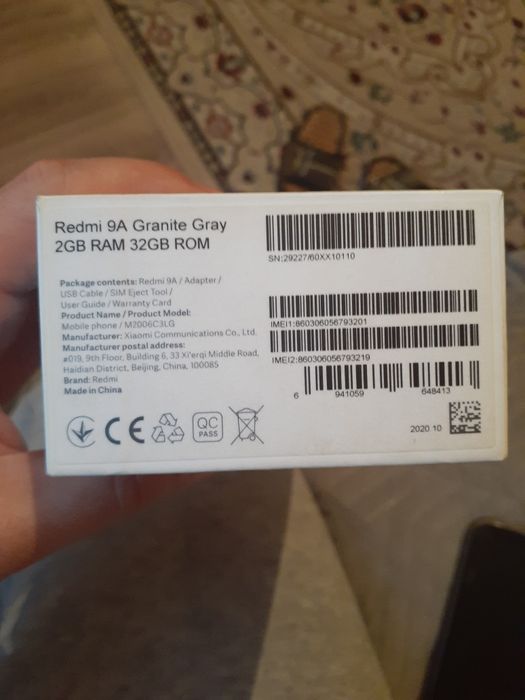 Redmi 9A Granite Gray
2GB RAM 32GB ROM
Package contents: Redmi 9A / Adapter /
USB Cable / SIM Eject Tool /
User Guide / Warranty Card
Product Name / Product Model:
Mobile phone / M2006C3LG
Manufacturer: Xiaomi Communications Co., Ltd.
Manufacturer postal address:
#019, 9th Floor, Building 6, 33 Xi'erqi Middle Road,
Haidian District, Beijing, China, 100085
Brand: Redmi
Made in China
CE
QC
PASS
SN:29227/60XX10110
IMEI1:860306056793201
IMEI2:860306056793219
6 941059 648413
2020.10